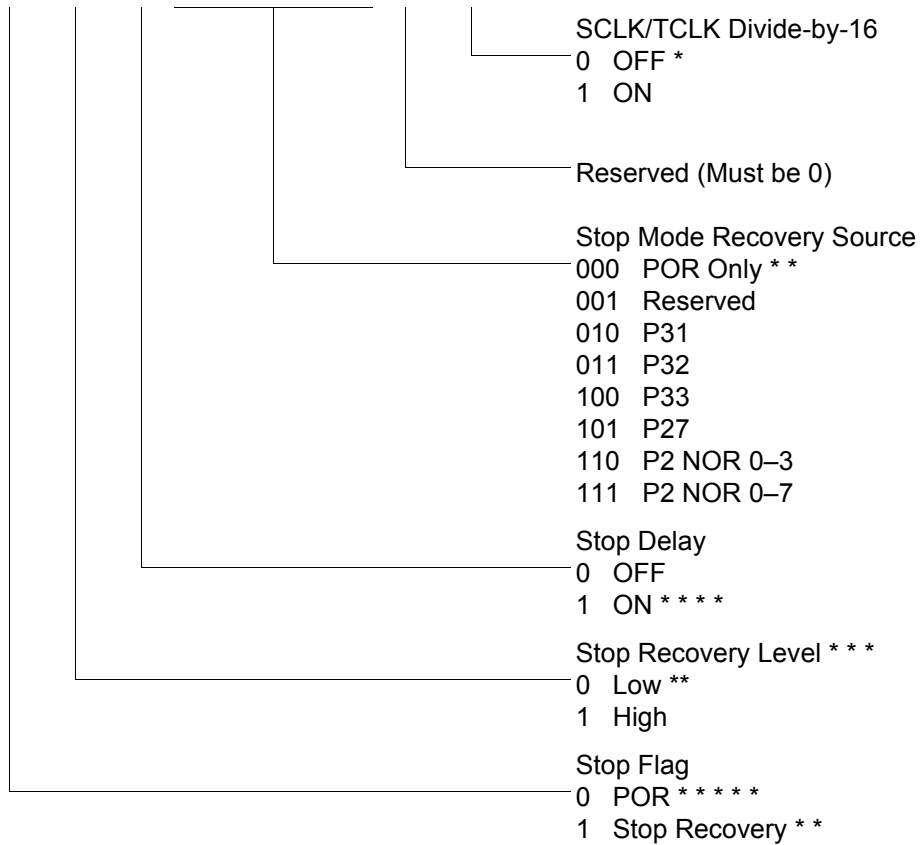 SCLK/TCLK Divide-by-16
0 OFF *
1 ON
Reserved (Must be 0)
Stop Mode Recovery Source
000 POR Only * *
001 Reserved
010 P31
011 P32
100 P33
101 P27
110 P2 NOR 0–3
111 P2 NOR 0–7
Stop Delay
0 OFF
1 ON * * * *
Stop Recovery Level * * *
0 Low **
1 High
Stop Flag
0 POR * * * * *
1 Stop Recovery * *